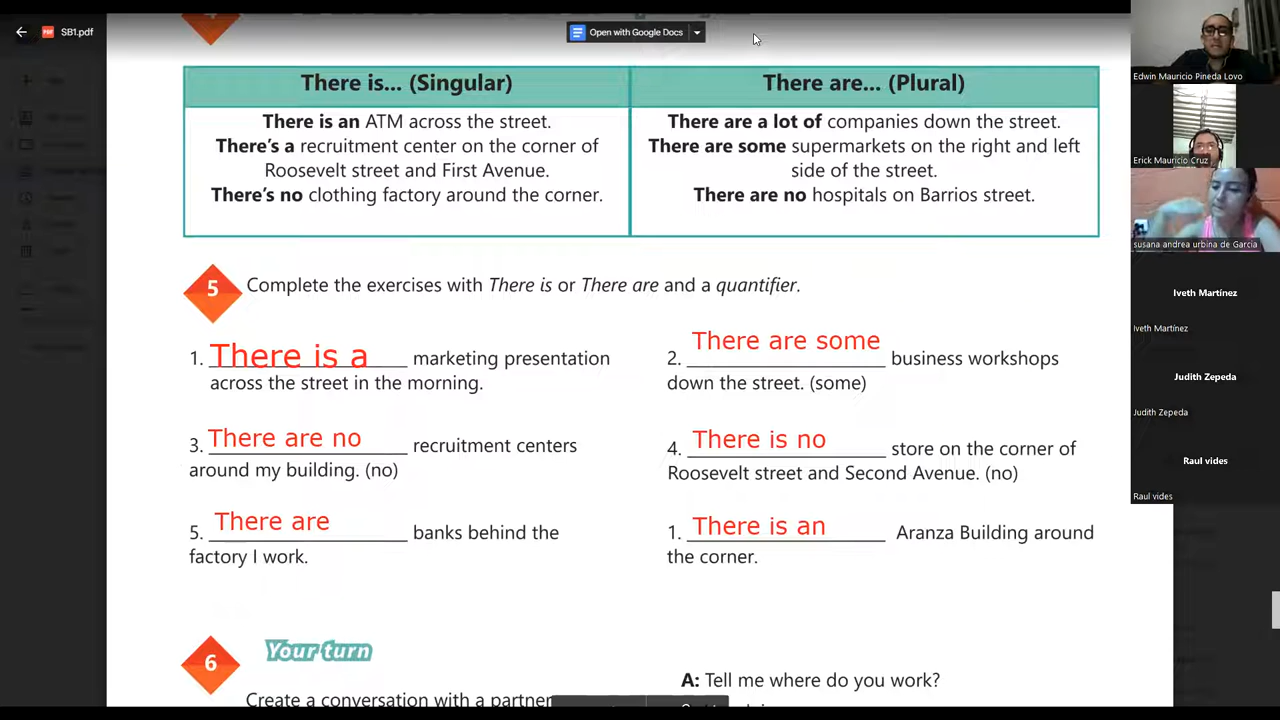 SB1.pdf
Open with Google Docs
There is... (Singular)
There are... (Plural)
There is an ATM across the street.
There's a recruitment center on the corner of
Roosevelt street and First Avenue.
There's no clothing factory around the corner.
There are a lot of companies down the street.
There are some supermarkets on the right and left
side of the street.
There are no hospitals on Barrios street.
5 Complete the exercises with There is or There are and a quantifier.
1. There is a marketing presentation
across the street in the morning.
2. There are some business workshops
down the street. (some)
3. There are no recruitment centers
around my building. (no)
4. There is no store on the corner of
Roosevelt street and Second Avenue. (no)
5. There are banks behind the
factory I work.
1. There is an Aranza Building around
the corner.
6 Your turn
Create a conversation with a partner
A: Tell me where do you work?
Edwin Mauricio Pineda Lovo
Erick Mauricio Cruz
susana andrea urbina de Garcia
Iveth Martínez
Iveth Martínez
Judith Zepeda
Judith Zepeda
Raul vides
Raul vides